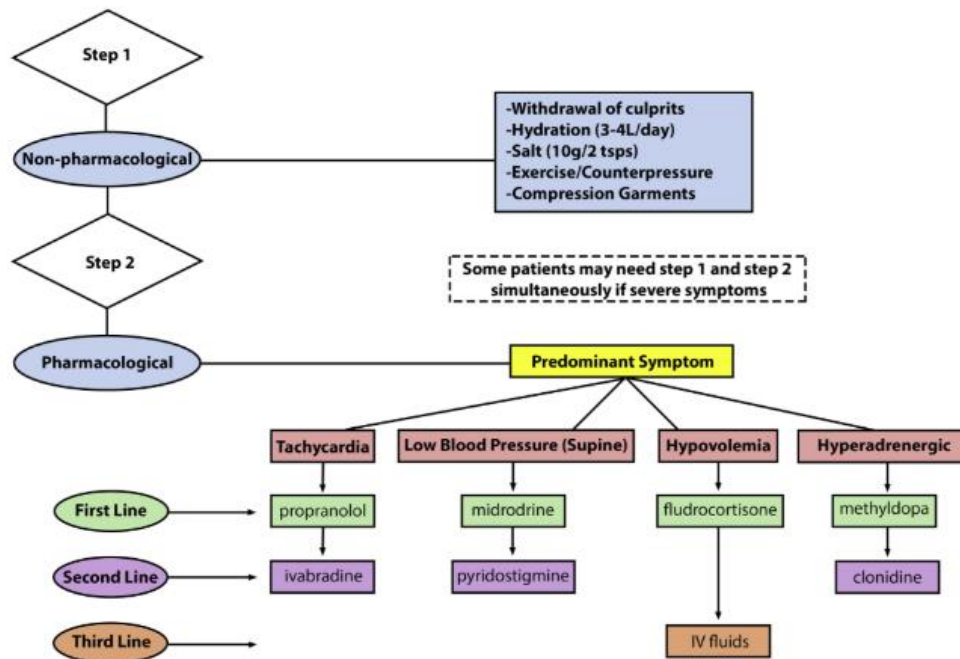 Step 1
Non-pharmacological
-Withdrawal of culprits
-Hydration (3-4L/day)
-Salt (10g/2 tsps)
-Exercise/Counterpressure
-Compression Garments
Step 2
Some patients may need step 1 and step 2
simultaneously if severe symptoms
Pharmacological
Predominant Symptom
Tachycardia
Low Blood Pressure (Supine)
Hypovolemia
Hyperadrenergic
First Line
propranolol
midrodrine
fludrocortisone
methyldopa
Second Line
ivabradine
pyridostigmine
clonidine
Third Line
IV fluids